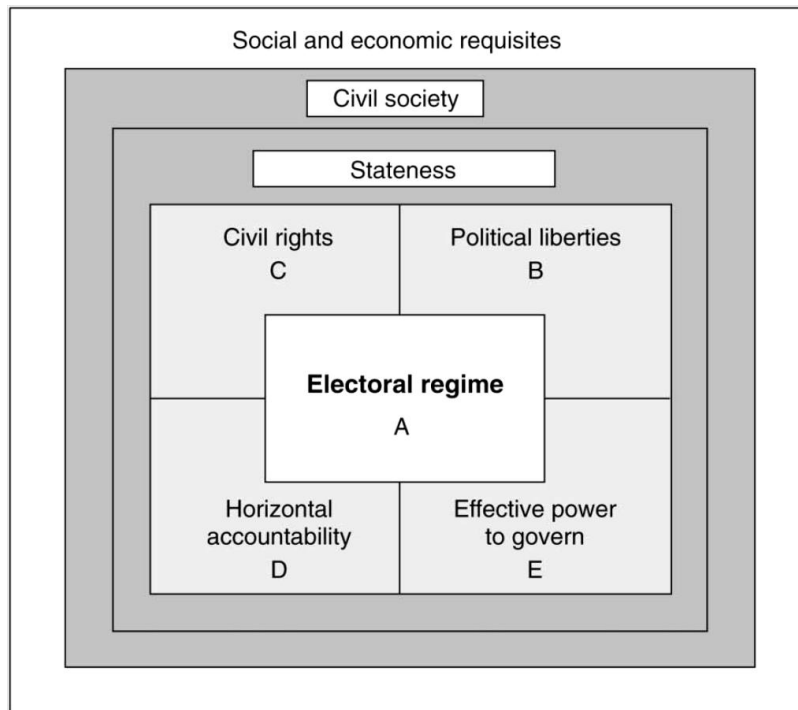 Social and economic requisites
Civil society
Stateness
Civil rights
C
Political liberties
B
Electoral regime
A
Horizontal
accountability
D
Effective power
to govern
E